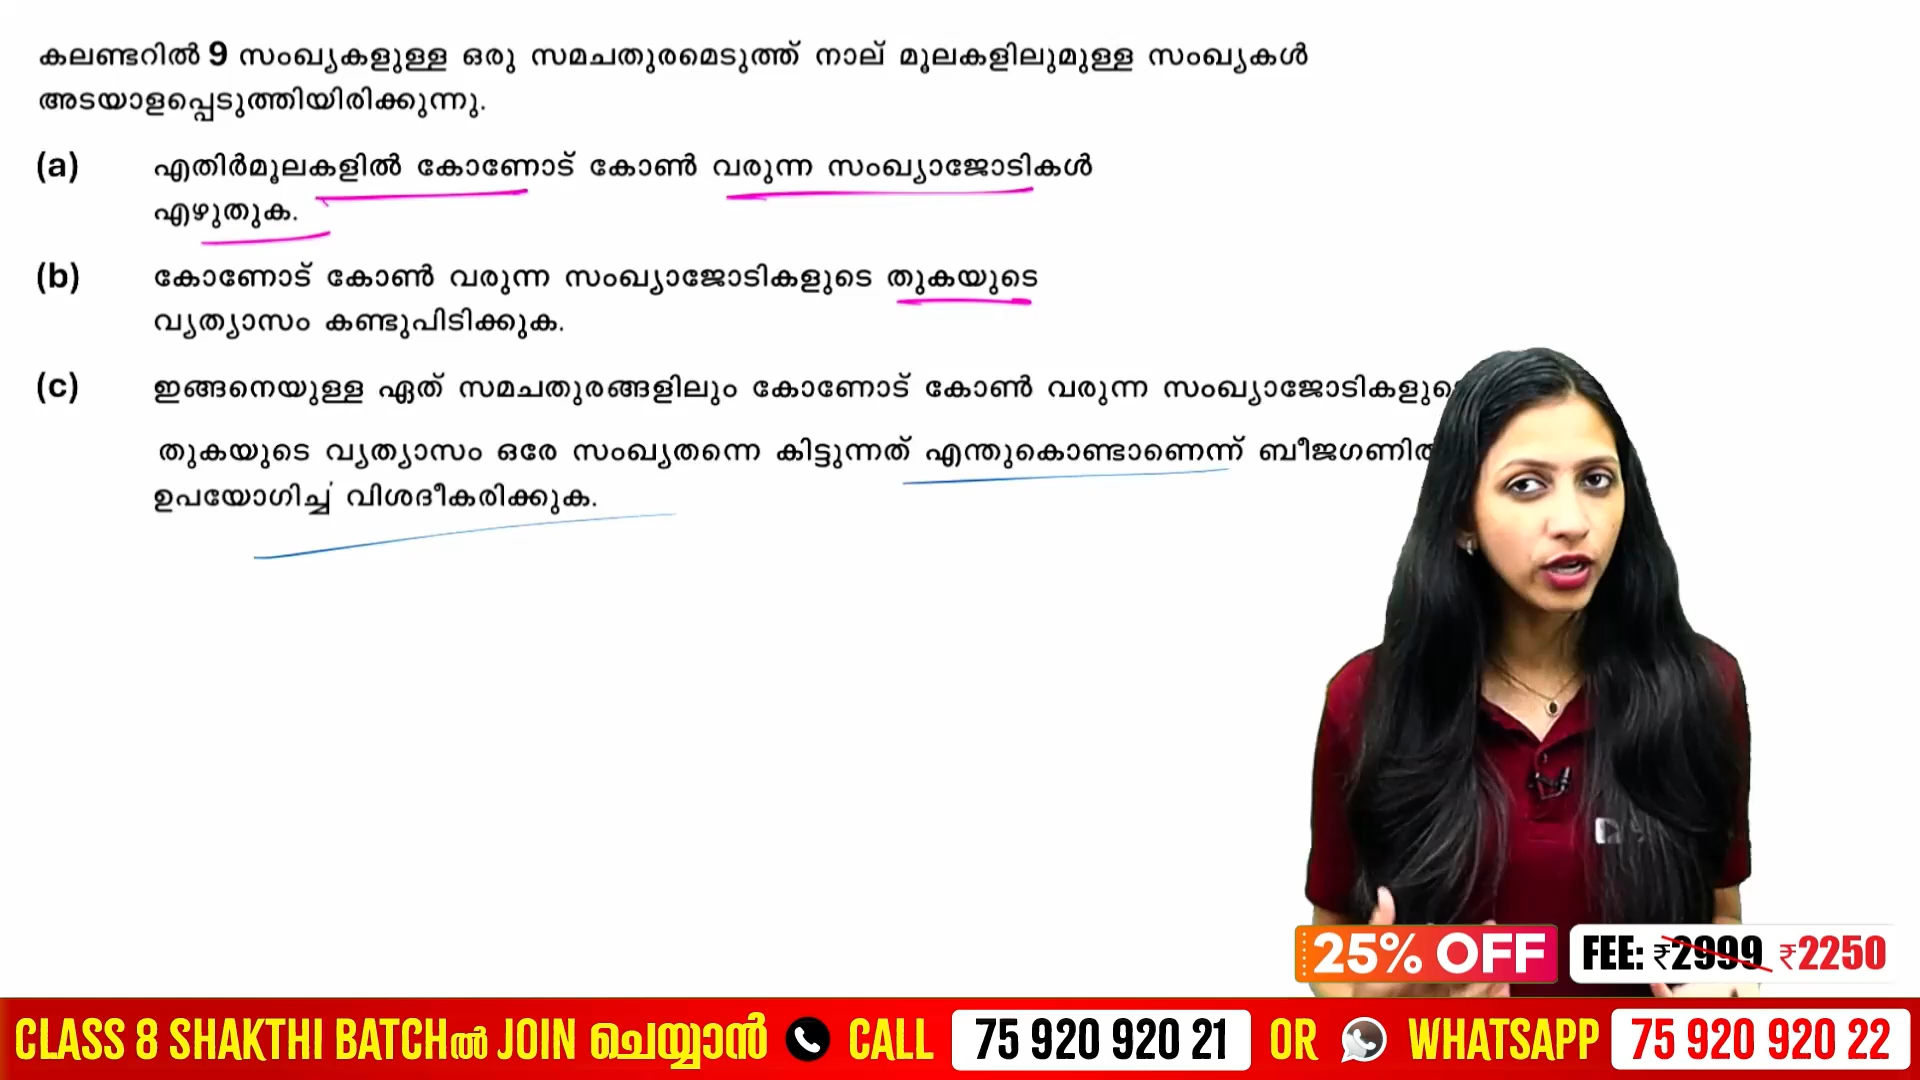 കലണ്ടറിൽ 9 സംഖ്യകളുള്ള ഒരു സമചതുരമെടുത്ത് നാല് മൂലകളിലുമുള്ള സംഖ്യകൾ
അടയാളപ്പെടുത്തിയിരിക്കുന്നു.
(a) എതിർമൂലകളിൽ കോണോട് കോൺ വരുന്ന സംഖ്യാജോടികൾ
എഴുതുക.
(b) കോണോട് കോൺ വരുന്ന സംഖ്യാജോടികളുടെ തുകയുടെ
വ്യത്യാസം കണ്ടുപിടിക്കുക.
(c) ഇങ്ങനെയുള്ള ഏത് സമചതുരങ്ങളിലും കോണോട് കോൺ വരുന്ന
തുകയുടെ വ്യത്യാസം ഒരേ സംഖ്യതന്നെ കിട്ടുന്നത് എന്തുകൊണ്ടാണെന്ന്
ഉപയോഗിച്ച് വിശദീകരിക്കുക.
25% OFF FEE: ₹2999 ₹2250
CLASS 8 SHAKTHI BATCHൽ JOIN ചെയ്യാൻ CALL 75 920 920 21 OR WHATSAPP 75 920 920 22